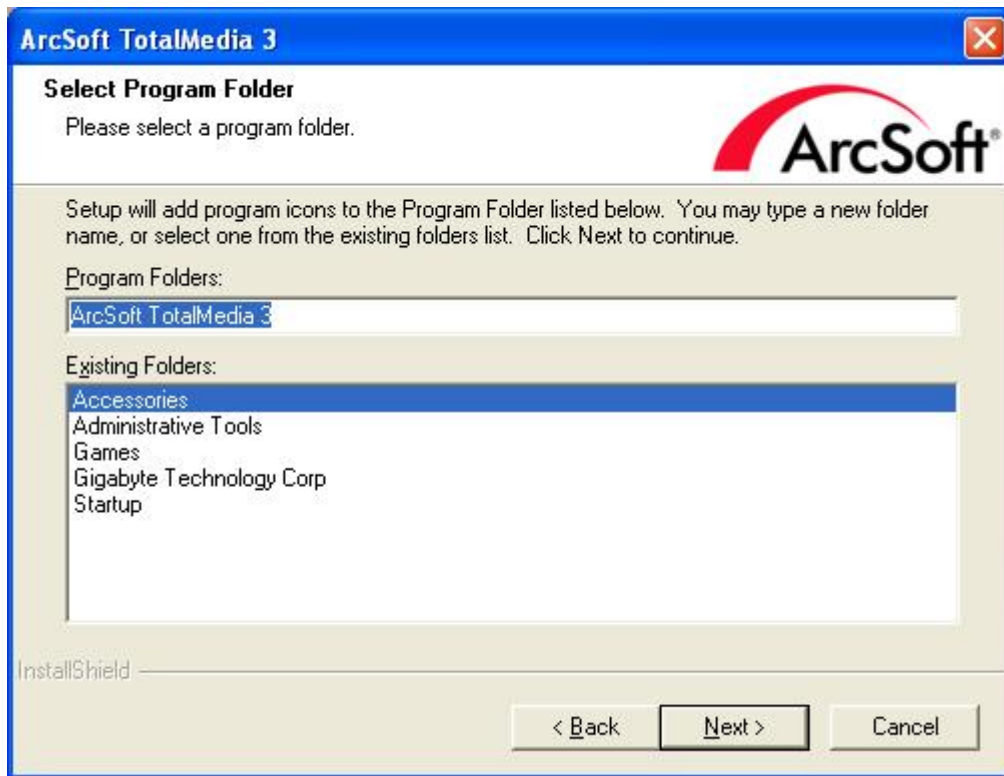 ArcSoft TotalMedia 3
Select Program Folder
Please select a program folder.
ArcSoft®
Setup will add program icons to the Program Folder listed below.  You may type a new folder
name, or select one from the existing folders list.  Click Next to continue.
Program Folders:
ArcSoft TotalMedia 3
Existing Folders:
Accessories
Administrative Tools
Games
Gigabyte Technology Corp
Startup
InstallShield
< Back
Next >
Cancel